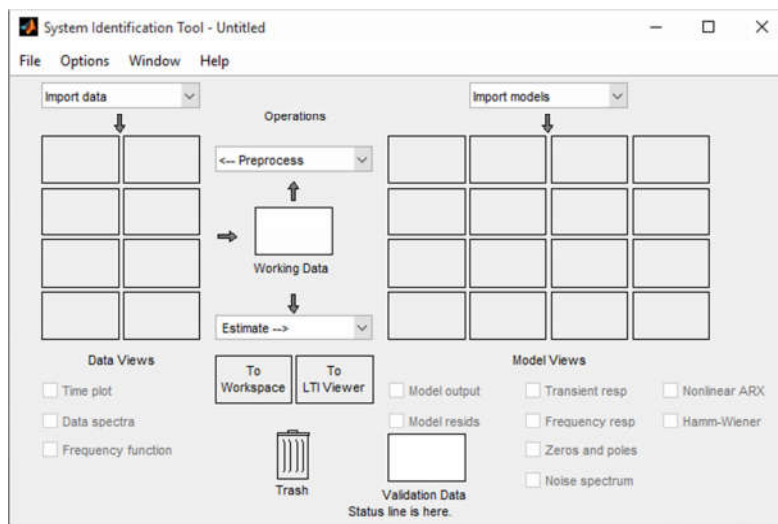 System Identification Tool - Untitled
File Options Window Help
Import data
Import models
Operations
<-- Preprocess
Working Data
Estimate -->
Data Views
To Workspace
To LTI Viewer
Model Views
Time plot
Data spectra
Frequency function
Model output
Transient resp
Nonlinear ARX
Model resids
Frequency resp
Hamm-Wiener
Zeros and poles
Noise spectrum
Trash
Validation Data
Status line is here.